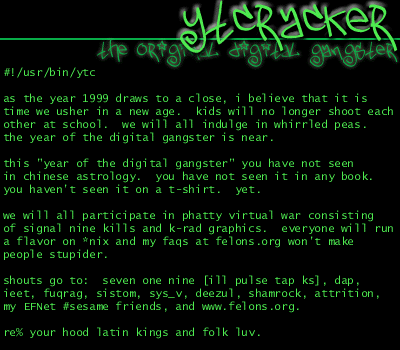 ytcracker
the original digital gangster
#!/usr/bin/ytc
as the year 1999 draws to a close, i believe that it is
time we usher in a new age. kids will no longer shoot each
other at school. we will all indulge in whirrled peas.
the year of the digital gangster is near.
this "year of the digital gangster" you have not seen
in chinese astrology. you have not seen it in any book.
you haven't seen it on a t-shirt. yet.
we will all participate in phatty virtual war consisting
of signal nine kills and k-rad graphics. everyone will run
a flavor on *nix and my faqs at felons.org won't make
people stupider.
shouts go to: seven one nine [ill pulse tap ks], dap,
ieet, fuqrag, sistom, sys_v, deezul, shamrock, attrition,
my EFNet #sesame friends, and www.felons.org.
re% your hood latin kings and folk luv.